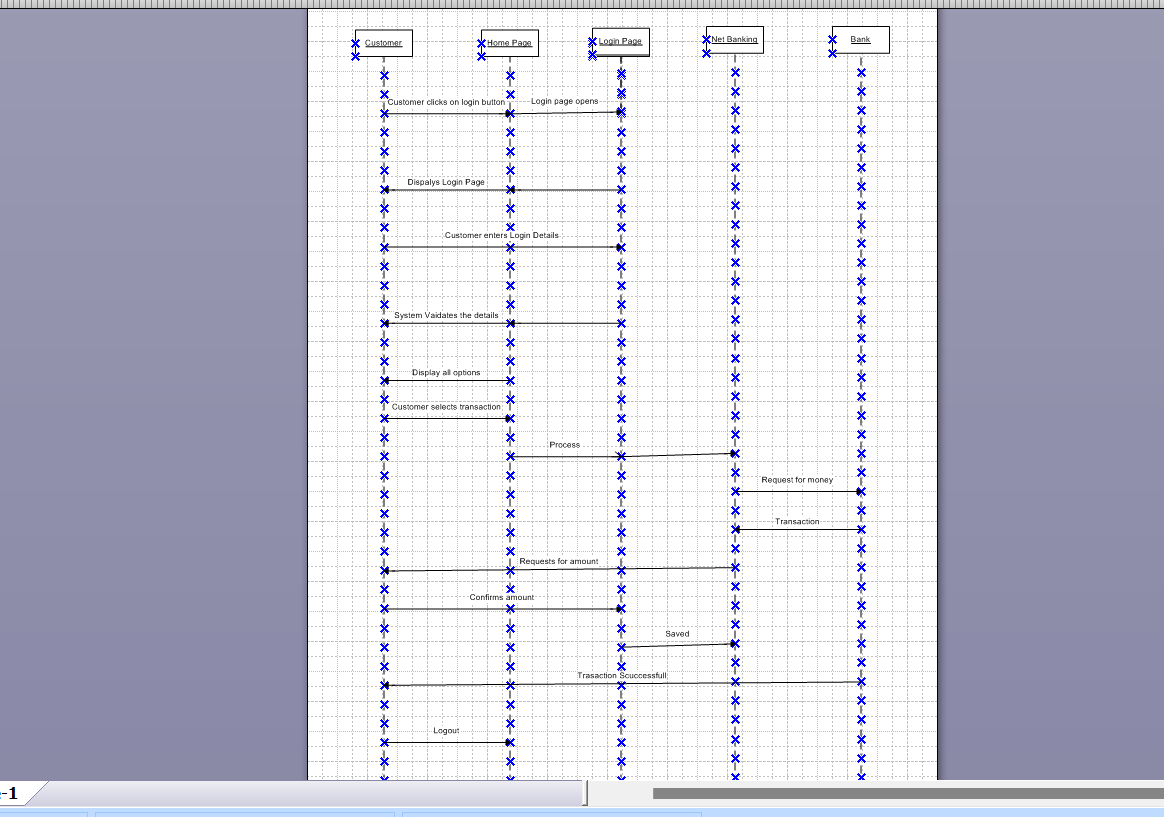 Customer
Home Page
Login Page
Net Banking
Bank
Customer clicks on login button
Login page opens
Dispalys Login Page
Customer enters Login Details
System Vaidates the details
Display all options
Customer selects transaction
Process
Request for money
Transaction
Requests for amount
Confirms amount
Saved
Trasaction Scuccessfull
Logout
-1